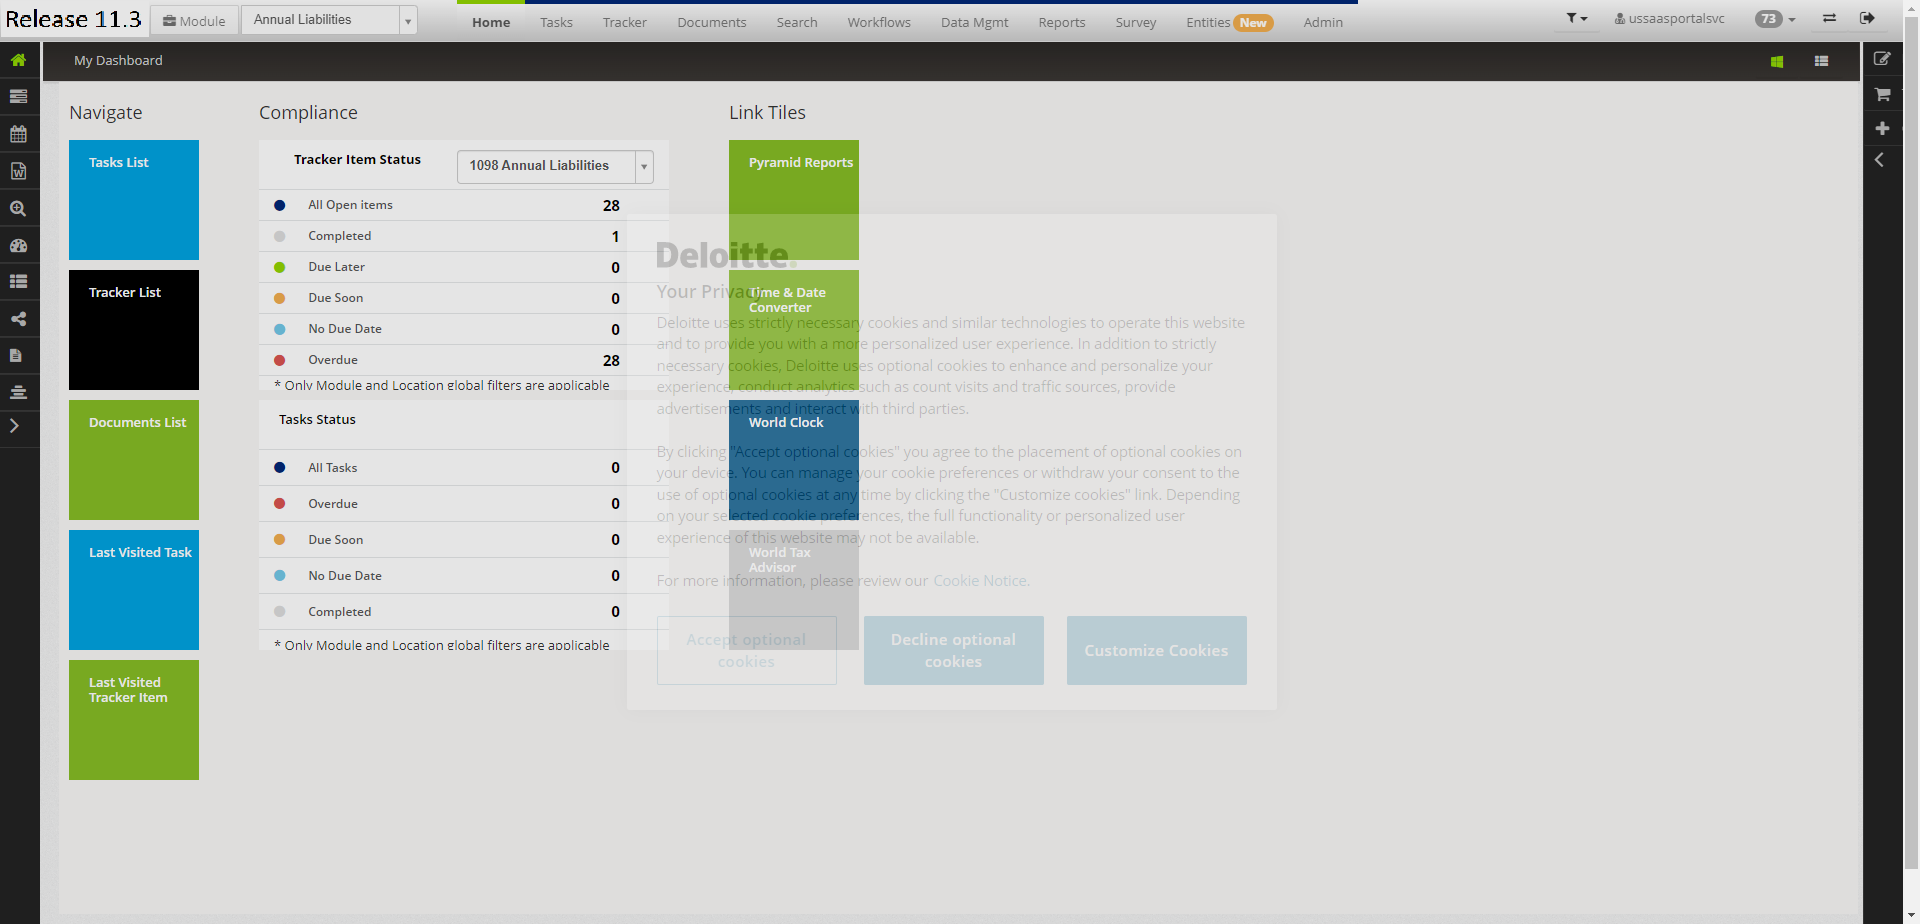 Release 11.3
Module
Annual Liabilities
Home
Tasks
Tracker
Documents
Search
Workflows
Data Mgmt
Reports
Survey
Entities New
Admin
ussaasportalsvc
73
My Dashboard
Navigate
Tasks List
Tracker List
Documents List
Last Visited Task
Last Visited
Tracker Item
Compliance
Tracker Item Status
1098 Annual Liabilities
All Open items 28
Completed 1
Due Later 0
Due Soon 0
No Due Date 0
Overdue 28
* Only Module and Location global filters are applicable
Tasks Status
All Tasks 0
Overdue 0
Due Soon 0
No Due Date 0
Completed 0
* Only Module and Location global filters are applicable
Link Tiles
Pyramid Reports
Time & Date
Converter
World Clock
World Tax
Advisor
Deloitte.
Your Privacy
Deloitte uses strictly necessary cookies and similar technologies to operate this website
and to provide you with a more personalized user experience. In addition to strictly
necessary cookies, Deloitte uses optional cookies to enhance and personalize your
experience, conduct analytics such as count visits and traffic sources, provide
advertisements and interact with third parties.
By clicking "Accept optional cookies" you agree to the placement of optional cookies on
your device. You can manage your cookie preferences or withdraw your consent to the
use of optional cookies at any time by clicking the "Customize cookies" link. Depending
on your selected cookie preferences, the full functionality or personalized user
experience of this website may not be available.
For more information, please review our Cookie Notice.
Accept optional
cookies
Decline optional
cookies
Customize Cookies